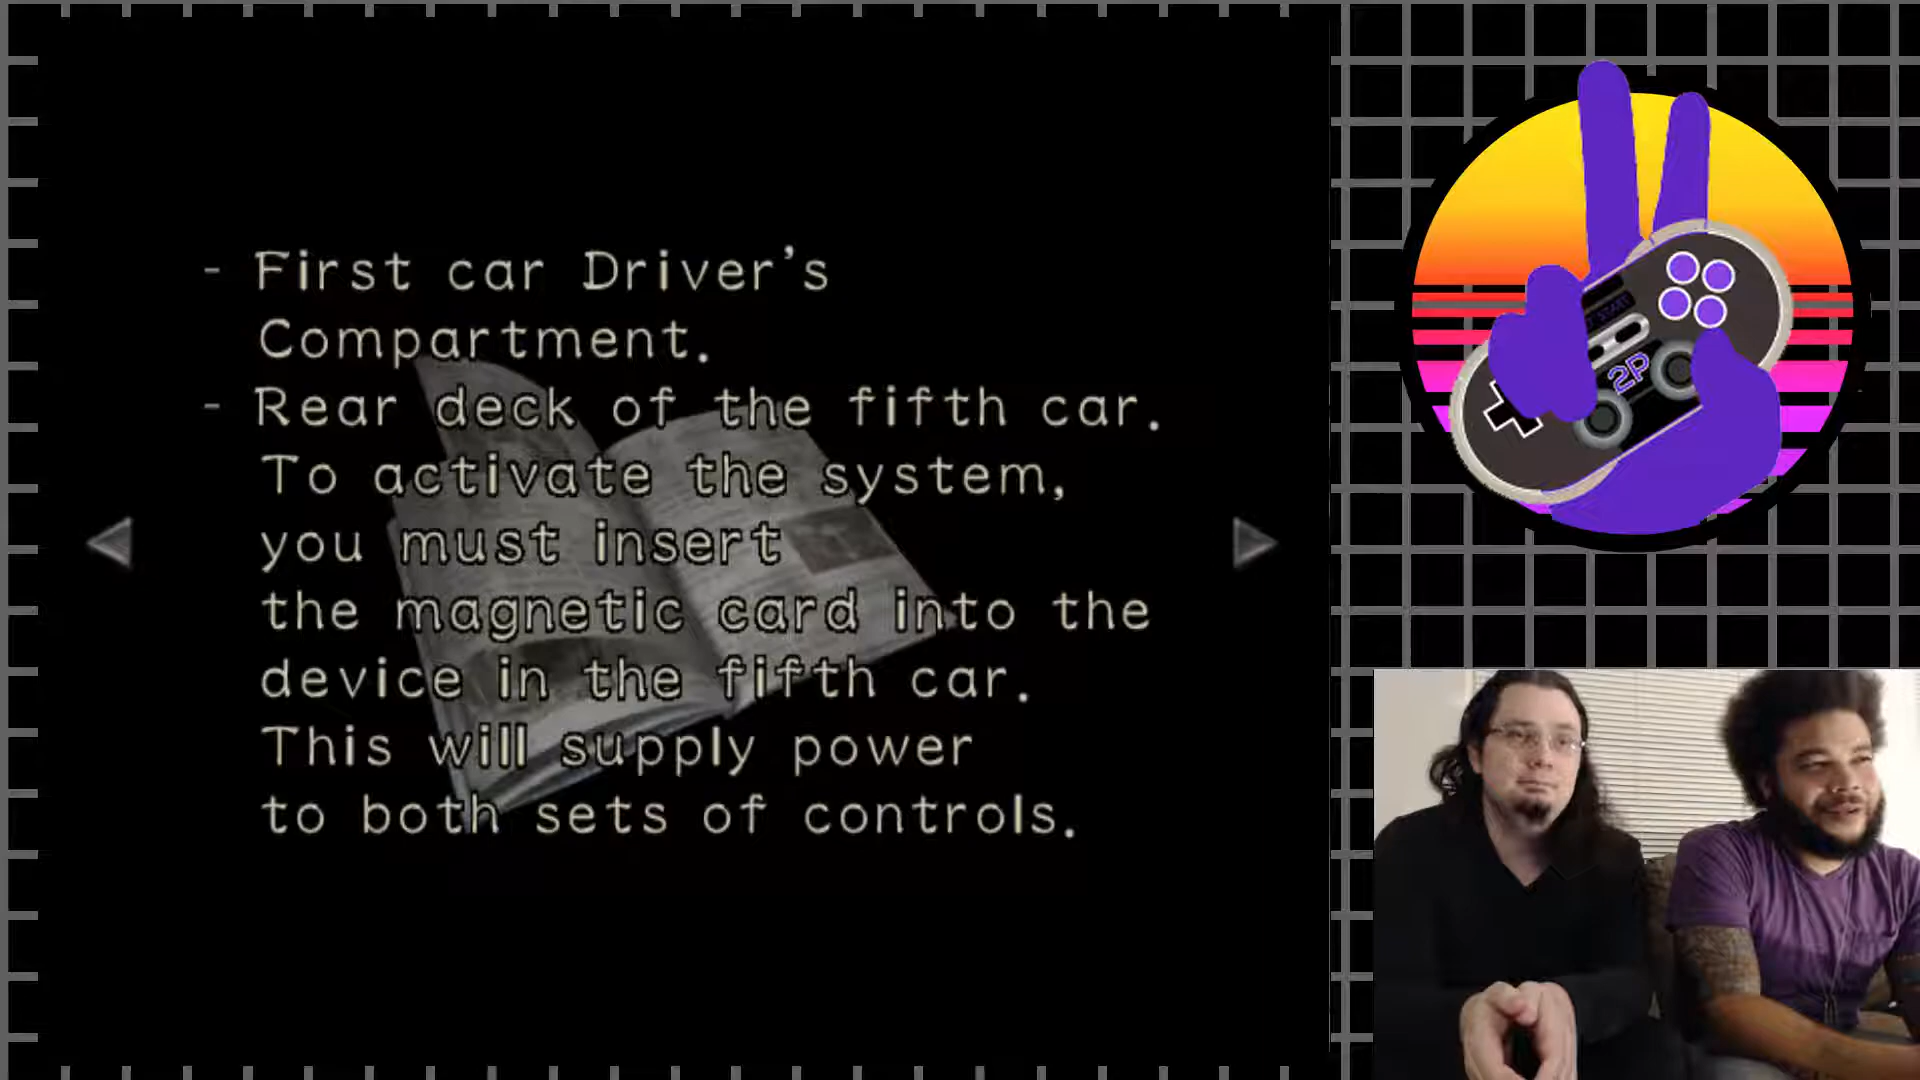 - First car Driver's
Compartment.
- Rear deck of the fifth car.
To activate the system,
you must insert
the magnetic card into the
device in the fifth car.
This will supply power
to both sets of controls.
START
2P